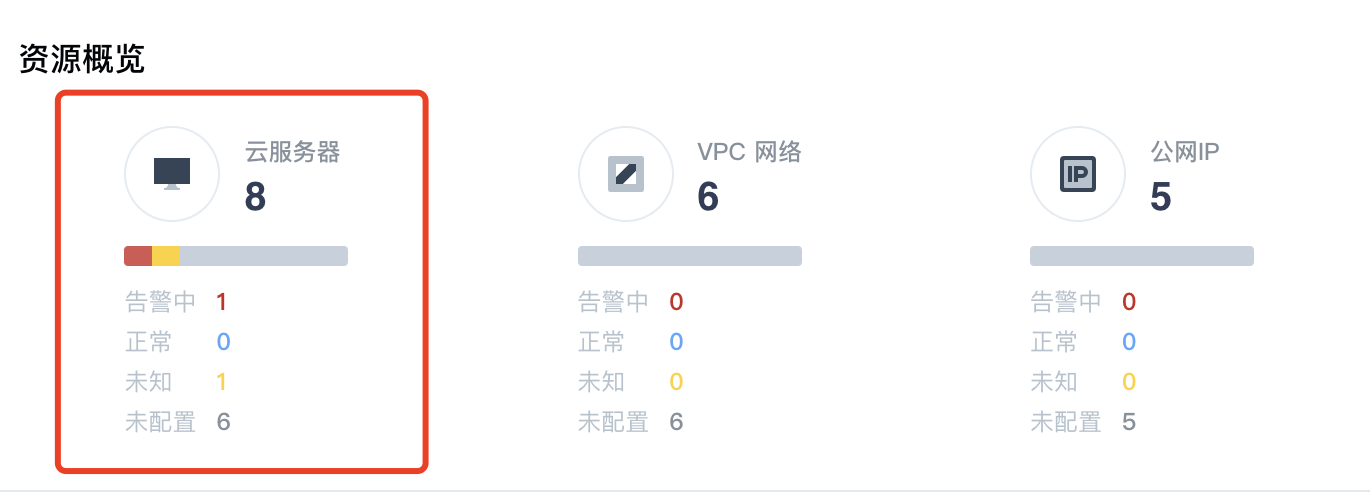 资源概览
云服务器
8
告警中 1
正常 0
未知 1
未配置 6
VPC 网络
6
告警中 0
正常 0
未知 0
未配置 6
IP
公网IP
5
告警中 0
正常 0
未知 0
未配置 5